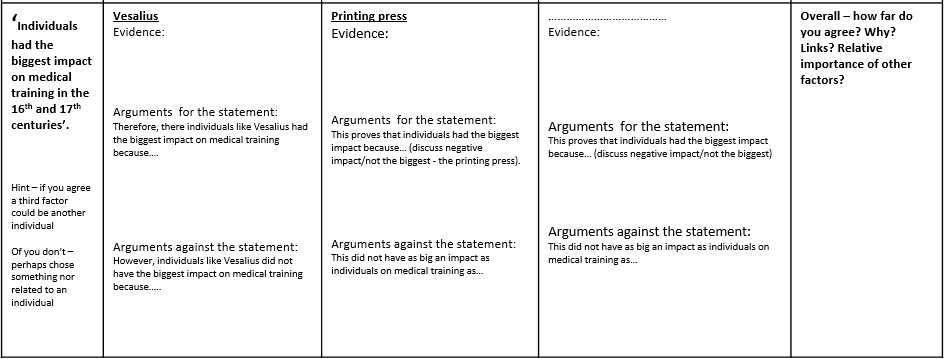 ‘Individuals
had the
biggest impact
on medical
training in the
16th and 17th
centuries’.
Hint – if you agree
a third factor
could be another
individual
Of you don’t –
perhaps chose
something nor
related to an
individual
Vesalius
Evidence:
Arguments for the statement:
Therefore, there individuals like Vesalius had
the biggest impact on medical training
because....
Arguments against the statement:
However, individuals like Vesalius did not
have the biggest impact on medical training
because.....
Printing press
Evidence:
Arguments for the statement:
This proves that individuals had the biggest
impact because... (discuss negative
impact/not the biggest - the printing press).
Arguments against the statement:
This did not have as big an impact as
individuals on medical training as...
..........................................
Evidence:
Arguments for the statement:
This proves that individuals had the biggest impact
because... (discuss negative impact/not the biggest)
Arguments against the statement:
This did not have as big an impact as individuals on
medical training as...
Overall – how far do
you agree? Why?
Links? Relative
importance of other
factors?